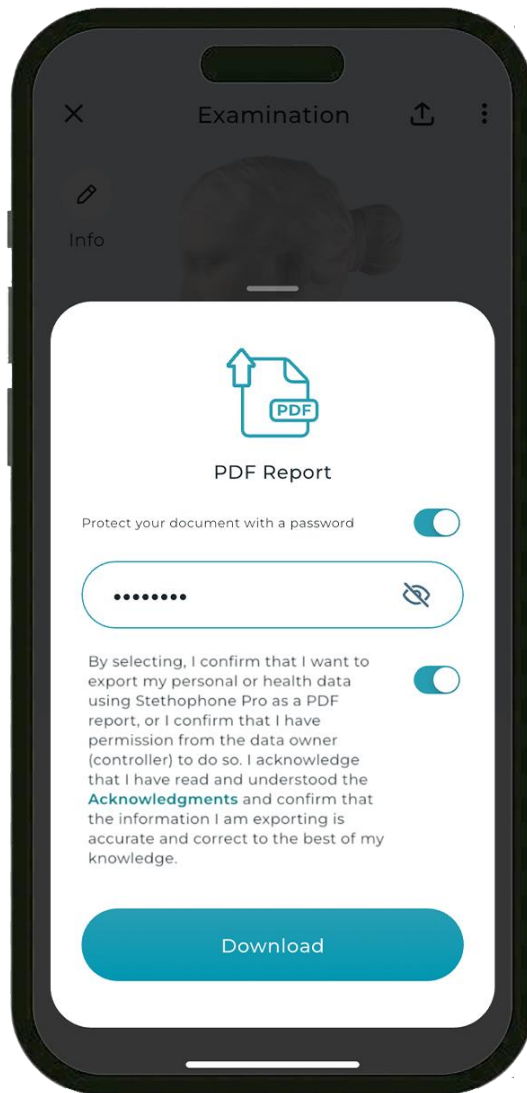 Examination
Info
PDF
PDF Report
Protect your document with a password
••••••••
By selecting, I confirm that I want to
export my personal or health data
using Stethophone Pro as a PDF
report, or I confirm that I have
permission from the data owner
(controller) to do so. I acknowledge
that I have read and understood the
Acknowledgments and confirm that
the information I am exporting is
accurate and correct to the best of my
knowledge.
Download